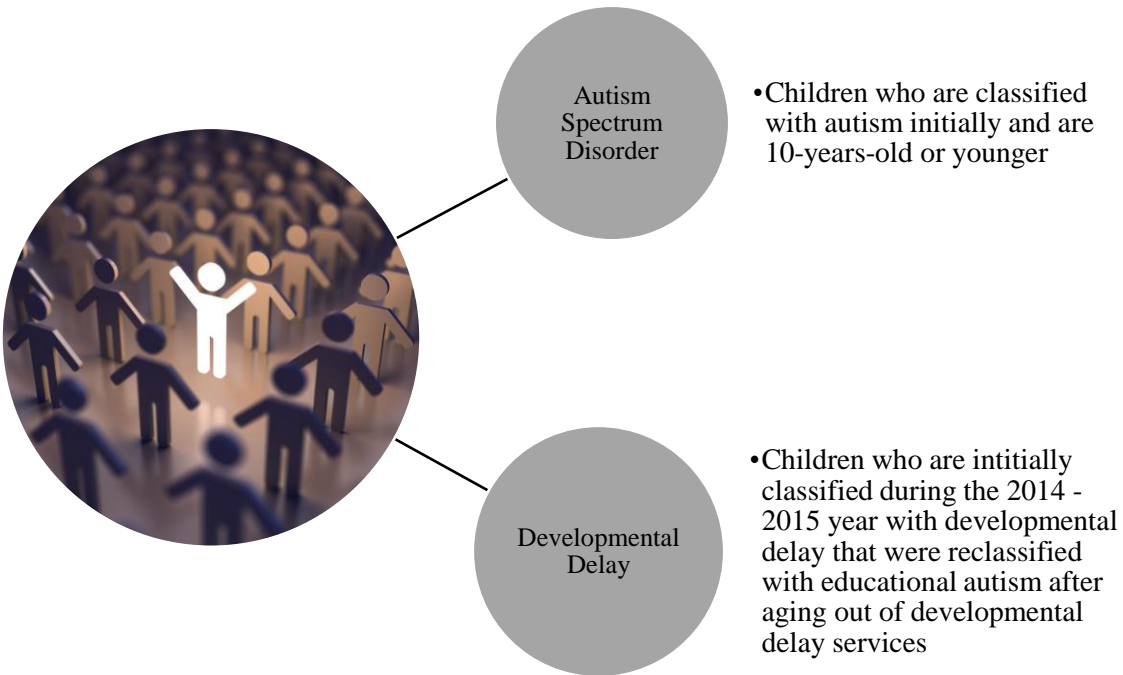 Autism
Spectrum
Disorder
•Children who are classified
with autism initially and are
10-years-old or younger
Developmental
Delay
•Children who are intitially
classified during the 2014 -
2015 year with developmental
delay that were reclassified
with educational autism after
aging out of developmental
delay services